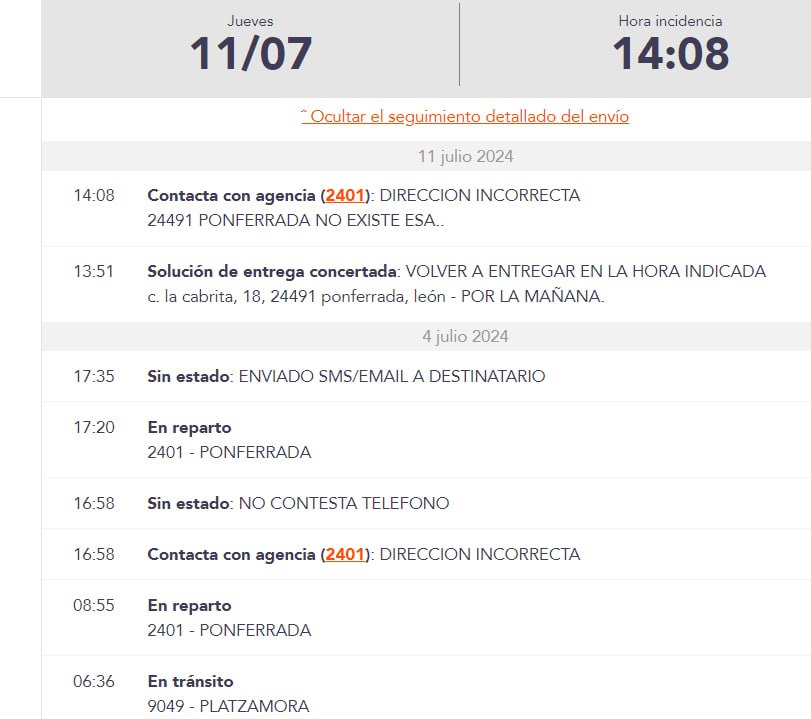 Jueves
11/07
Hora incidencia
14:08
ˆ Ocultar el seguimiento detallado del envío
11 julio 2024
14:08 Contacta con agencia (2401): DIRECCION INCORRECTA
24491 PONFERRADA NO EXISTE ESA..
13:51 Solución de entrega concertada: VOLVER A ENTREGAR EN LA HORA INDICADA
c. la cabrita, 18, 24491 ponferrada, león - POR LA MAÑANA.
4 julio 2024
17:35 Sin estado: ENVIADO SMS/EMAIL A DESTINATARIO
17:20 En reparto
2401 - PONFERRADA
16:58 Sin estado: NO CONTESTA TELEFONO
16:58 Contacta con agencia (2401): DIRECCION INCORRECTA
08:55 En reparto
2401 - PONFERRADA
06:36 En tránsito
9049 - PLATZAMORA